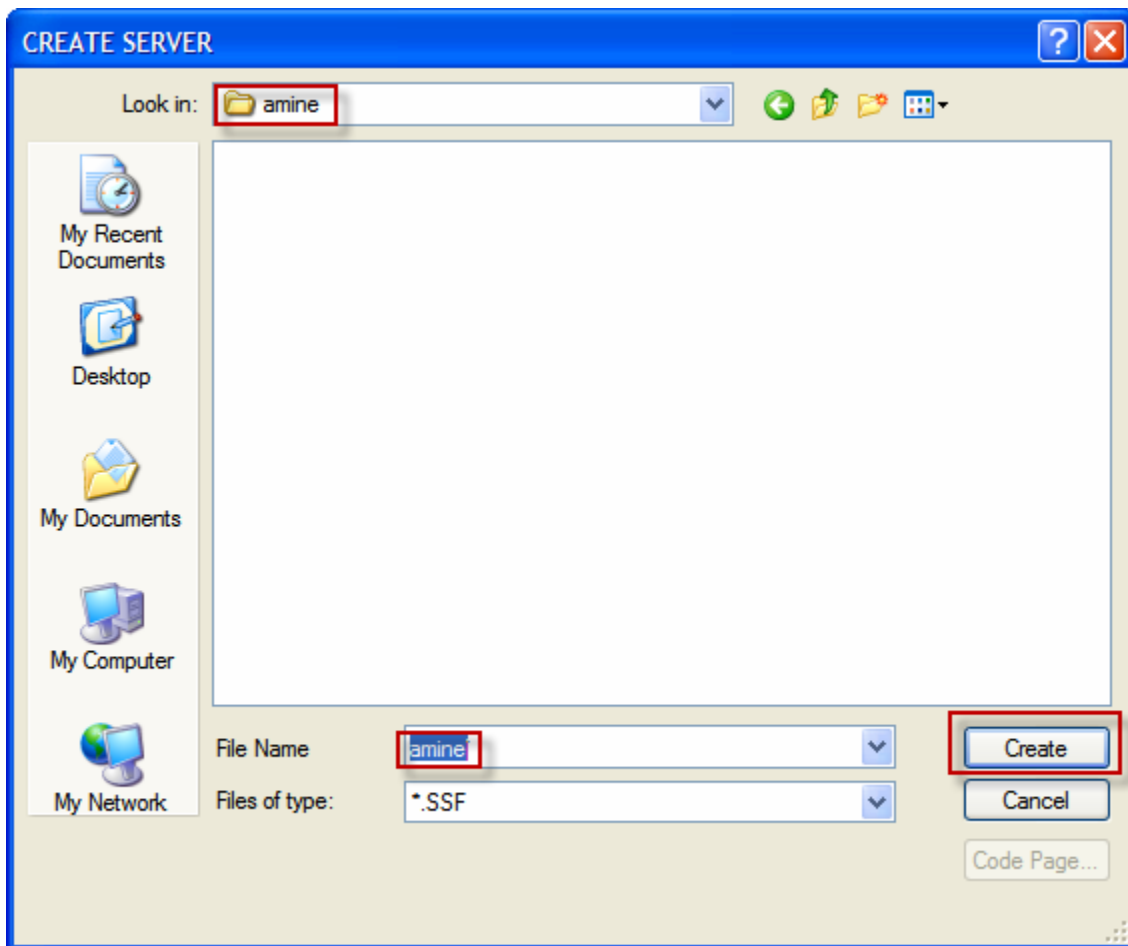 CREATE SERVER
Look in:
amine
My Recent
Documents
Desktop
My Documents
My Computer
My Network
File Name
amine
Create
Files of type:
*.SSF
Cancel
Code Page...